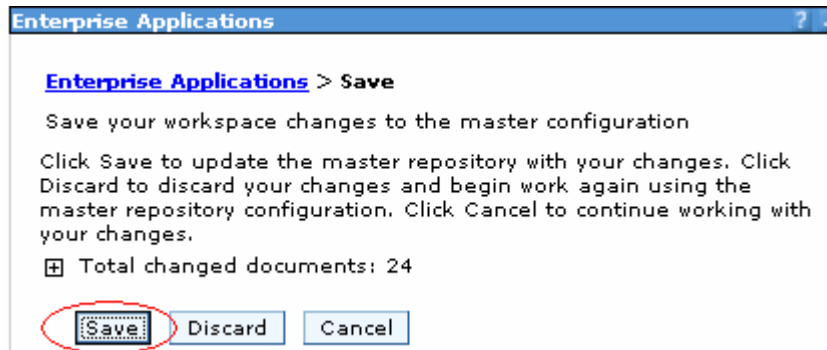 Enterprise Applications ?
Enterprise Applications > Save
Save your workspace changes to the master configuration
Click Save to update the master repository with your changes. Click
Discard to discard your changes and begin work again using the
master repository configuration. Click Cancel to continue working with
your changes.
Total changed documents: 24
Save Discard Cancel